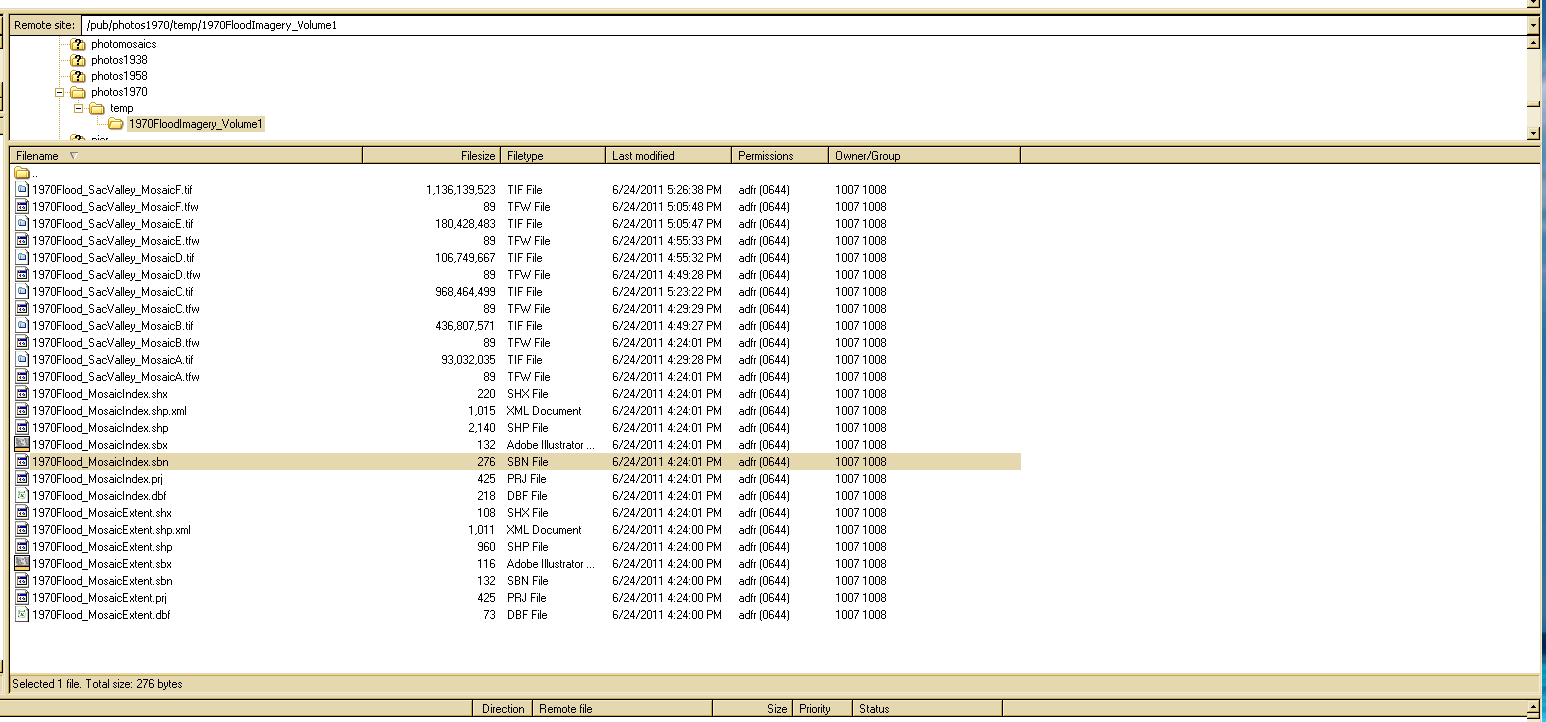 Remote site: /pub/photos1970/temp/1970FloodImagery_Volume1
photomosaics
photos1938
photos1958
photos1970
temp
1970FloodImagery_Volume1
Filename Filesize Filetype Last modified Permissions Owner/Group
..
1970Flood_SacValley_MosaicF.tif 1,136,139,523 TIF File 6/24/2011 5:26:38 PM adfr (0644) 1007 1008
1970Flood_SacValley_MosaicF.tfw 89 TFW File 6/24/2011 5:05:48 PM adfr (0644) 1007 1008
1970Flood_SacValley_MosaicE.tif 180,428,483 TIF File 6/24/2011 5:05:47 PM adfr (0644) 1007 1008
1970Flood_SacValley_MosaicE.tfw 89 TFW File 6/24/2011 4:55:33 PM adfr (0644) 1007 1008
1970Flood_SacValley_MosaicD.tif 106,749,667 TIF File 6/24/2011 4:55:32 PM adfr (0644) 1007 1008
1970Flood_SacValley_MosaicD.tfw 89 TFW File 6/24/2011 4:49:28 PM adfr (0644) 1007 1008
1970Flood_SacValley_MosaicC.tif 968,464,499 TIF File 6/24/2011 5:23:22 PM adfr (0644) 1007 1008
1970Flood_SacValley_MosaicC.tfw 89 TFW File 6/24/2011 4:29:29 PM adfr (0644) 1007 1008
1970Flood_SacValley_MosaicB.tif 436,807,571 TIF File 6/24/2011 4:49:27 PM adfr (0644) 1007 1008
1970Flood_SacValley_MosaicB.tfw 89 TFW File 6/24/2011 4:24:01 PM adfr (0644) 1007 1008
1970Flood_SacValley_MosaicA.tif 93,032,035 TIF File 6/24/2011 4:29:28 PM adfr (0644) 1007 1008
1970Flood_SacValley_MosaicA.tfw 89 TFW File 6/24/2011 4:24:01 PM adfr (0644) 1007 1008
1970Flood_MosaicIndex.shx 220 SHX File 6/24/2011 4:24:01 PM adfr (0644) 1007 1008
1970Flood_MosaicIndex.shp.xml 1,015 XML Document 6/24/2011 4:24:01 PM adfr (0644) 1007 1008
1970Flood_MosaicIndex.shp 2,140 SHP File 6/24/2011 4:24:01 PM adfr (0644) 1007 1008
1970Flood_MosaicIndex.sbx 132 Adobe Illustrator ... 6/24/2011 4:24:01 PM adfr (0644) 1007 1008
1970Flood_MosaicIndex.sbn 276 SBN File 6/24/2011 4:24:01 PM adfr (0644) 1007 1008
1970Flood_MosaicIndex.prj 425 PRJ File 6/24/2011 4:24:01 PM adfr (0644) 1007 1008
1970Flood_MosaicIndex.dbf 218 DBF File 6/24/2011 4:24:01 PM adfr (0644) 1007 1008
1970Flood_MosaicExtent.shx 108 SHX File 6/24/2011 4:24:00 PM adfr (0644) 1007 1008
1970Flood_MosaicExtent.shp.xml 1,011 XML Document 6/24/2011 4:24:00 PM adfr (0644) 1007 1008
1970Flood_MosaicExtent.shp 960 SHP File 6/24/2011 4:24:00 PM adfr (0644) 1007 1008
1970Flood_MosaicExtent.sbx 116 Adobe Illustrator ... 6/24/2011 4:24:00 PM adfr (0644) 1007 1008
1970Flood_MosaicExtent.sbn 132 SBN File 6/24/2011 4:24:00 PM adfr (0644) 1007 1008
1970Flood_MosaicExtent.prj 425 PRJ File 6/24/2011 4:24:00 PM adfr (0644) 1007 1008
1970Flood_MosaicExtent.dbf 73 DBF File 6/24/2011 4:24:00 PM adfr (0644) 1007 1008
Selected 1 file. Total size: 276 bytes
Direction Remote file Size Priority Status